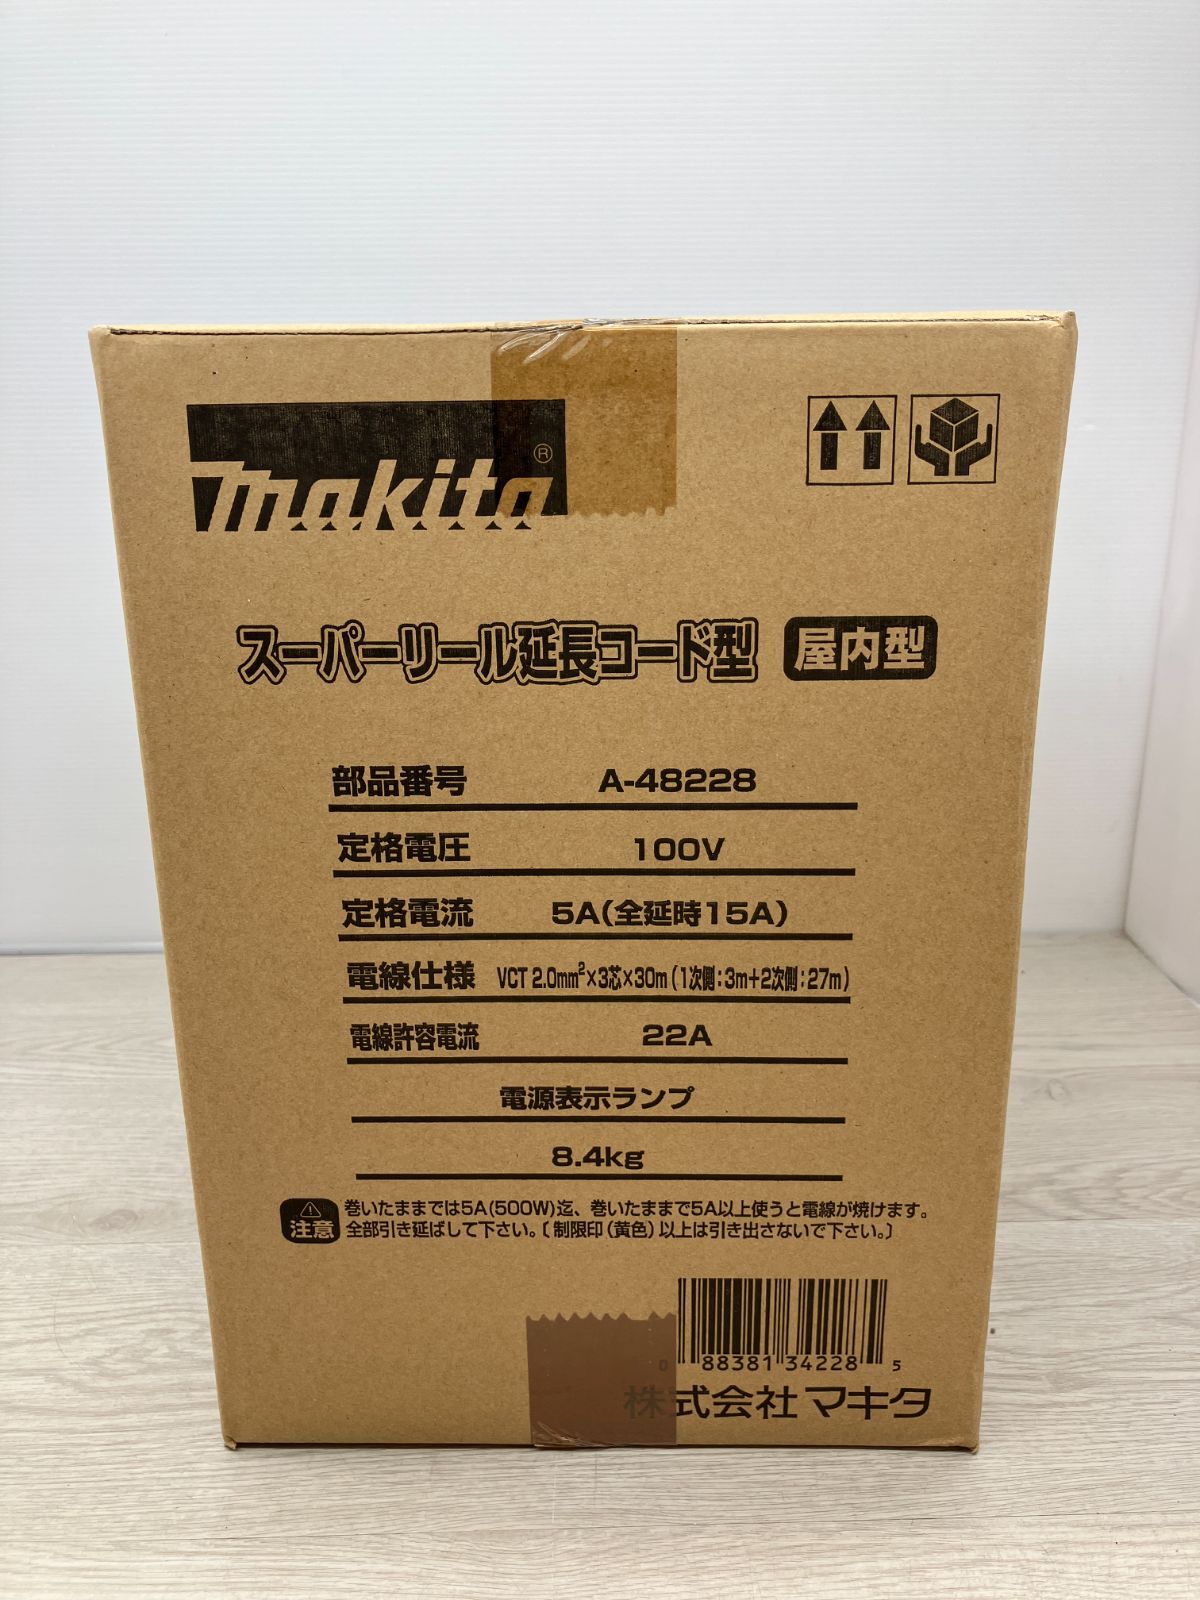 makita®
スーパーリール延長コード型 屋内型
部品番号 A-48228
定格電圧 100V
定格電流 5A(全延時15A)
電線仕様 VCT 2.0mm²×3芯×30m(1次側:3m+2次側:27m)
電線許容電流 22A
電源表示ランプ
8.4kg
注意 巻いたままでは5A(500W)迄、巻いたままで5A以上使うと電線が焼けます。
全部引き延ばして下さい。〔制限印(黄色)以上は引き出さないで下さい。〕
0 88381 34228 5
株式会社 マキタ